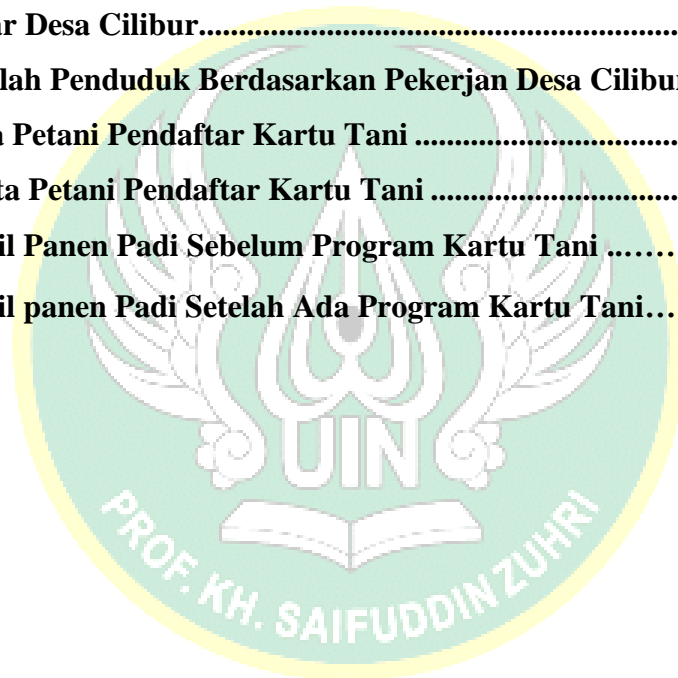 ar Desa Cilibur............................................................
lah Penduduk Berdasarkan Pekerjan Desa Cilibur
a Petani Pendaftar Kartu Tani .................................
ta Petani Pendaftar Kartu Tani ...............................
il Panen Padi Sebelum Program Kartu Tani ..……
il panen Padi Setelah Ada Program Kartu Tani…
UIN
PROF. KH. SAIFUDDIN ZUHRI